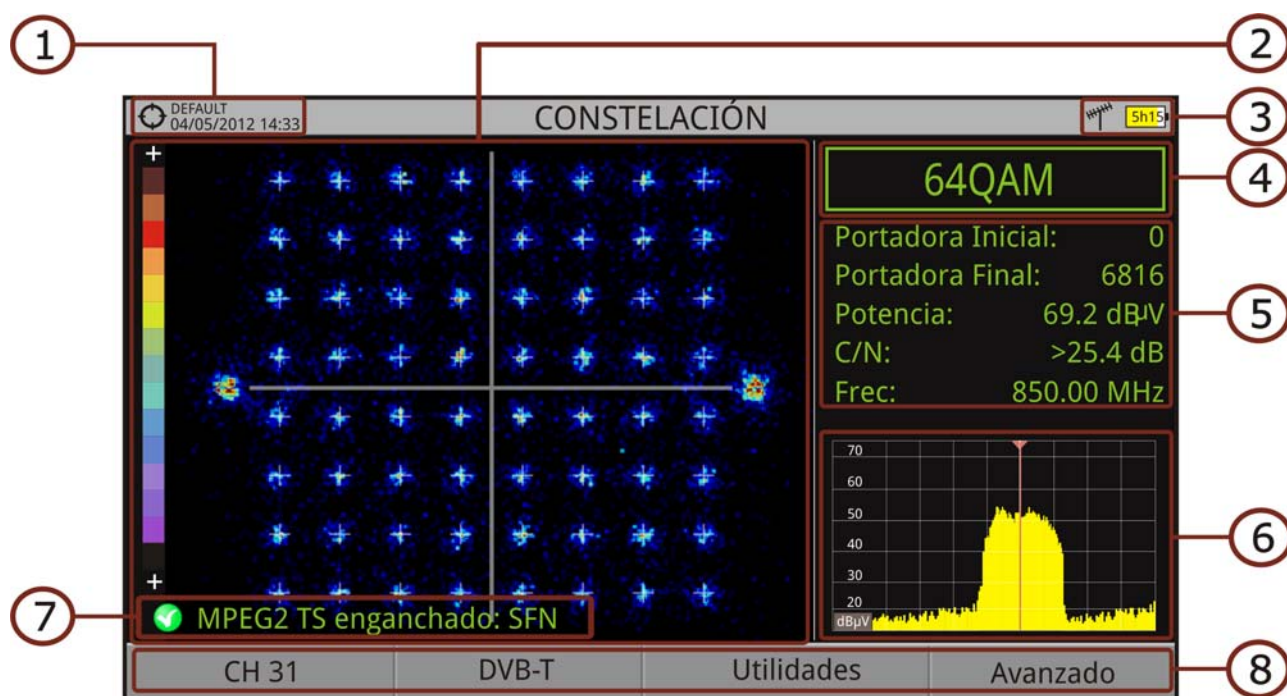 1
2
DEFAULT
04/05/2012 14:33
CONSTELACIÓN
5h15
3
64QAM
4
Portadora Inicial: 0
Portadora Final: 6816
Potencia: 69.2 dBµV
C/N: >25.4 dB
Frec: 850.00 MHz
5
70
60
50
40
30
20
dBµV
6
+
+
7
MPEG2 TS enganchado: SFN
CH 31
DVB-T
Utilidades
Avanzado
8